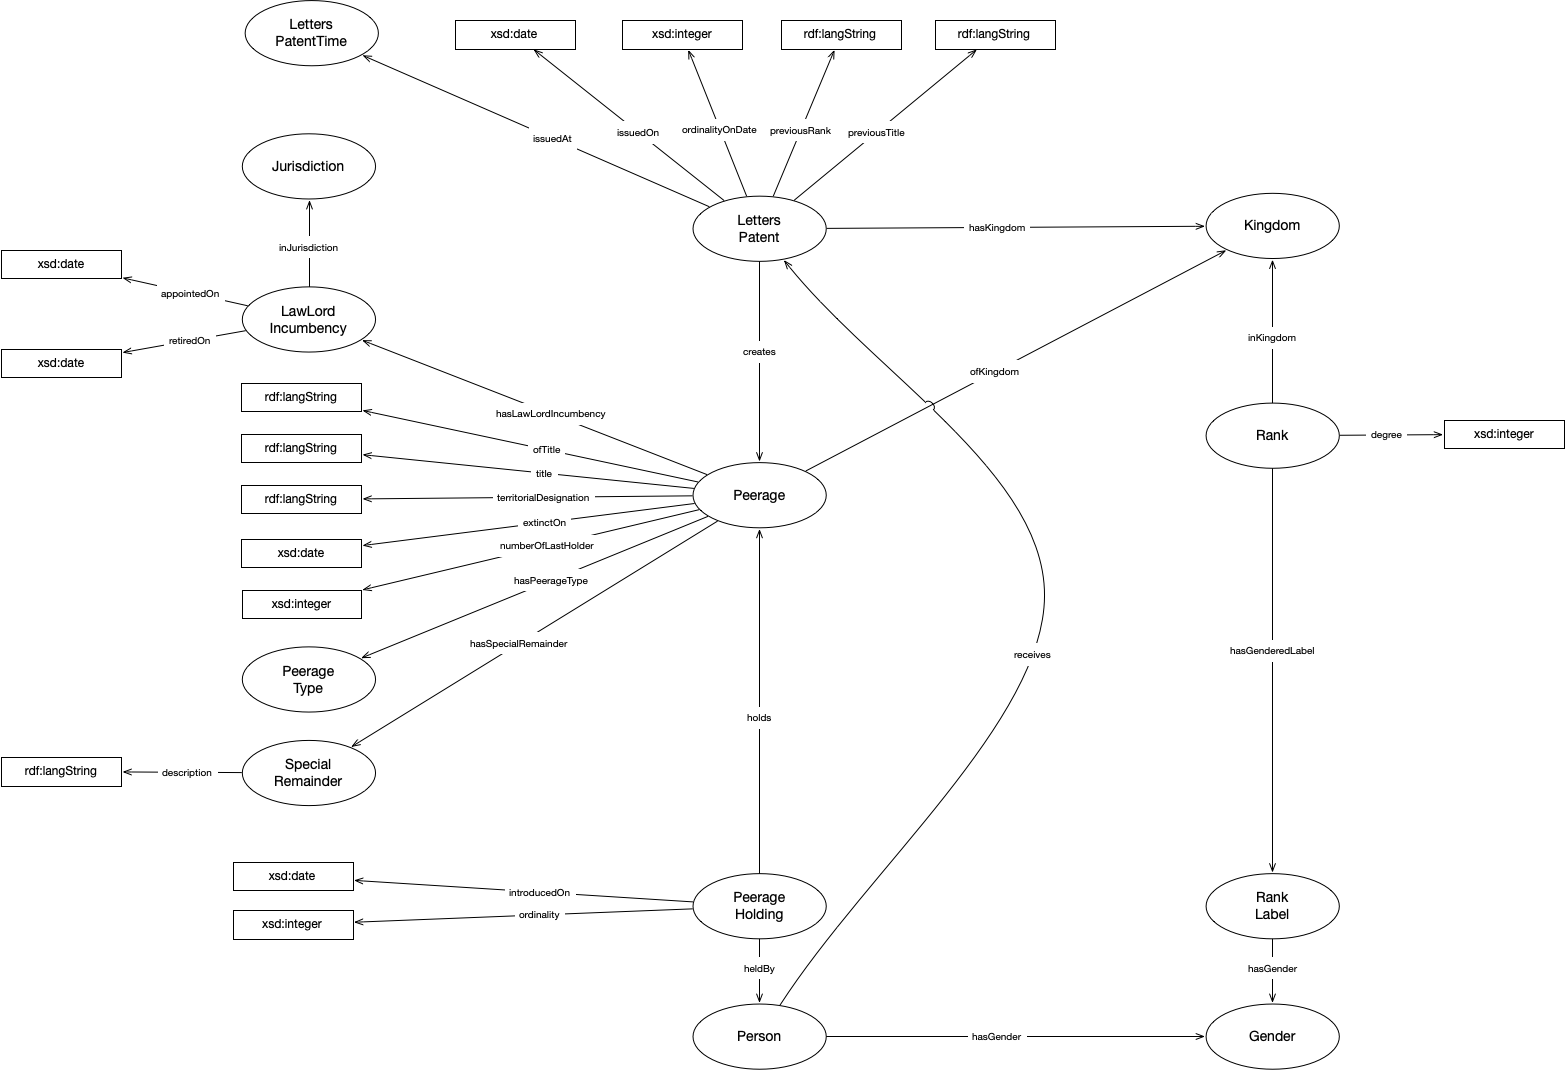 Letters
PatentTime
xsd:date
xsd:integer
rdf:langString
rdf:langString
issuedAt
issuedOn
ordinalityOnDate
previousRank
previousTitle
Jurisdiction
Letters
Patent
hasKingdom
Kingdom
inJurisdiction
xsd:date
appointedOn
LawLord
Incumbency
retiredOn
xsd:date
creates
ofKingdom
inKingdom
rdf:langString
hasLawLordIncumbency
rdf:langString
ofTitle
title
rdf:langString
territorialDesignation
Peerage
Rank
degree
xsd:integer
extinctOn
xsd:date
numberOfLastHolder
xsd:integer
hasPeerageType
Peerage
Type
hasSpecialRemainder
receives
hasGenderedLabel
holds
rdf:langString
description
Special
Remainder
xsd:date
introducedOn
xsd:integer
ordinality
Peerage
Holding
Rank
Label
heldBy
hasGender
Person
hasGender
Gender